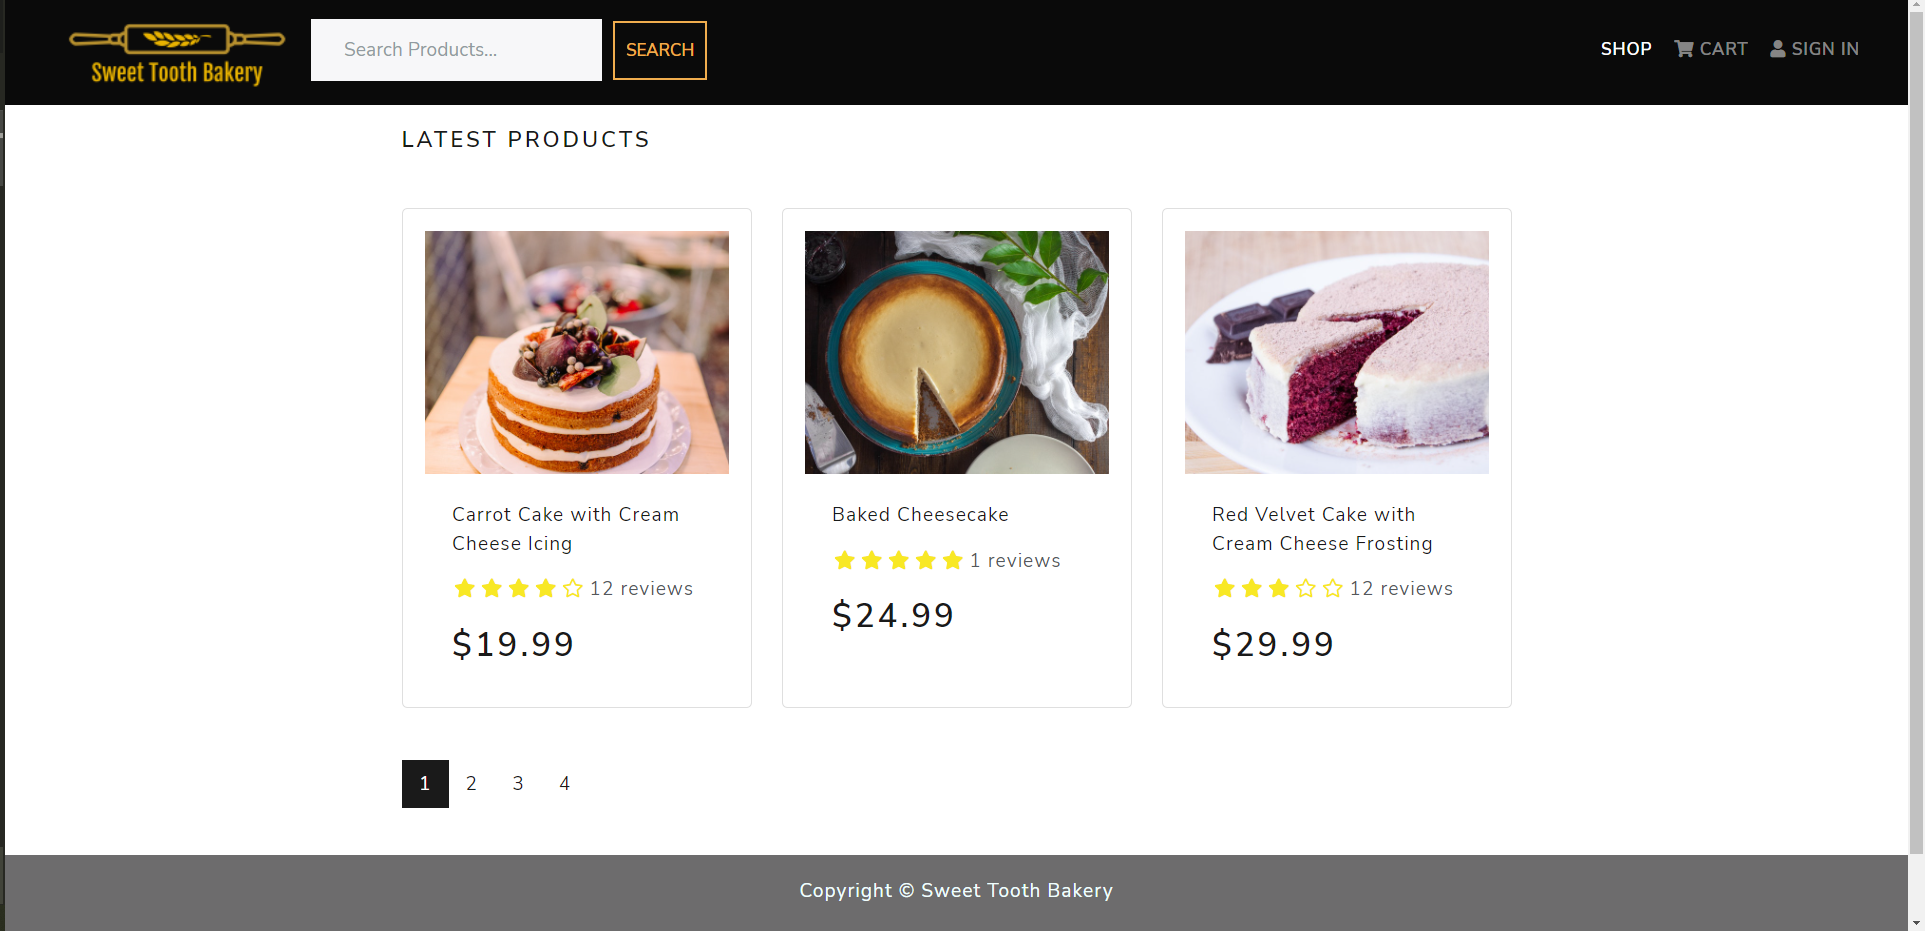 Sweet Tooth Bakery
Search Products...
SEARCH
SHOP
CART
SIGN IN
LATEST PRODUCTS
Carrot Cake with Cream
Cheese Icing
12 reviews
$19.99
Baked Cheesecake
1 reviews
$24.99
Red Velvet Cake with
Cream Cheese Frosting
12 reviews
$29.99
1 2 3 4
Copyright © Sweet Tooth Bakery